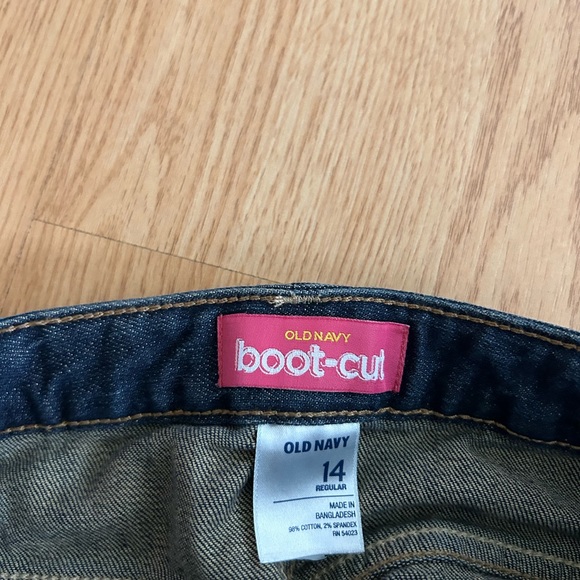 OLD NAVY
boot-cut
OLD NAVY
14
REGULAR
MADE IN
BANGLADESH
98% COTTON, 2% SPANDEX
RN 54023